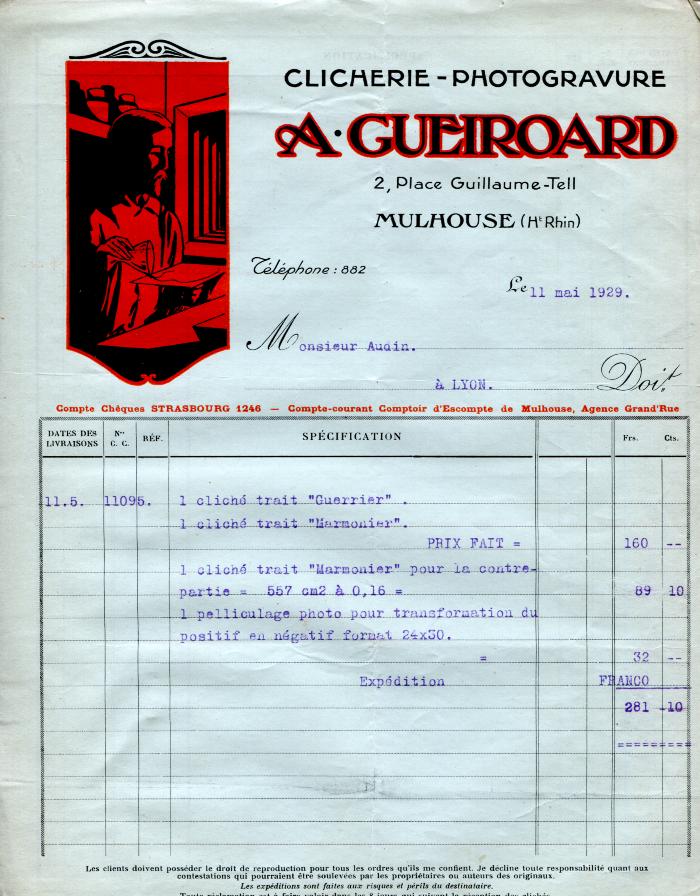 CLICHERIE - PHOTOGRAVURE
A. GUEIROARD
2, Place Guillaume-Tell
MULHOUSE (Ht Rhin)
Téléphone : 882
Le 11 mai 1929.
Monsieur Audin.
à LYON. Doit
Compte Chèques STRASBOURG 1246 — Compte-courant Comptoir d'Escompte de Mulhouse, Agence Grand'Rue
DATES DES LIVRAISONS Nos C. C. RÉF. SPÉCIFICATION Frs. Cts.
11.5. 11095. 1 cliché trait "Guerrier" .
1 cliché trait "Marmonier".
PRIX FAIT = 160 --
1 cliché trait "Marmonier" pour la contre-
partie = 557 cm2 à 0,16 = 89 10
1 pelliculage photo pour transformation du
positif en négatif format 24x30.
= 32 --
Expédition FRANCO
281 -10
=========
Les clients doivent posséder le droit de reproduction pour tous les ordres qu'ils me confient. Je décline toute responsabilité quant aux
contestations qui pourraient être soulevées par les propriétaires ou auteurs des originaux.
Les expéditions sont faites aux risques et périls du destinataire.